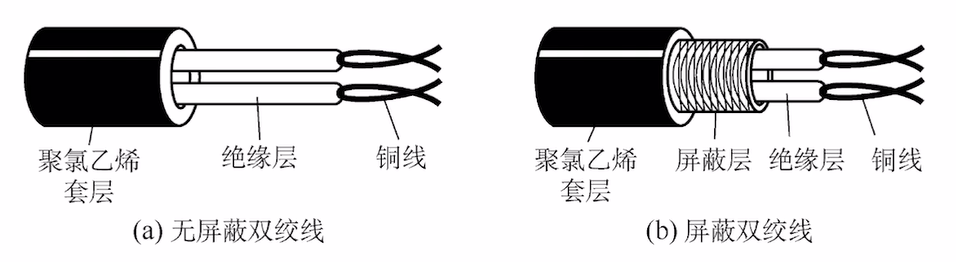 聚氯乙烯
套层
绝缘层
铜线
(a) 无屏蔽双绞线
聚氯乙烯
套层
屏蔽层
绝缘层
铜线
(b) 屏蔽双绞线